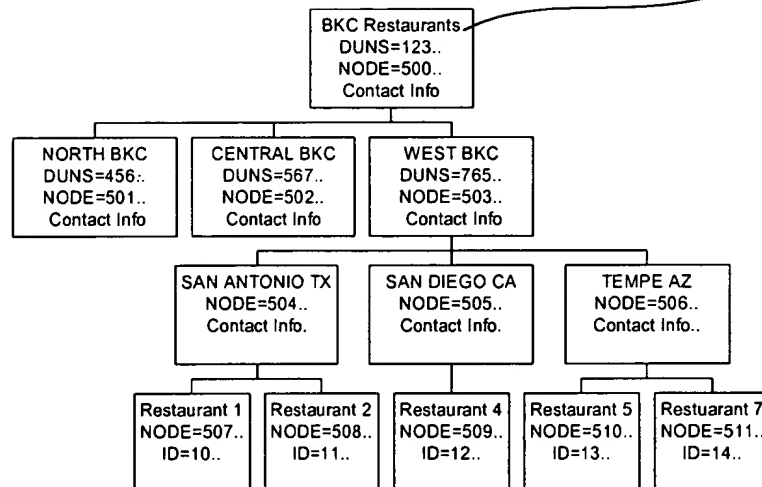 BKC Restaurants
DUNS=123..
NODE=500..
Contact Info
NORTH BKC
DUNS=456..
NODE=501..
Contact Info
CENTRAL BKC
DUNS=567..
NODE=502..
Contact Info
WEST BKC
DUNS=765..
NODE=503..
Contact Info
SAN ANTONIO TX
NODE=504..
Contact Info.
SAN DIEGO CA
NODE=505..
Contact Info.
TEMPE AZ
NODE=506..
Contact Info..
Restaurant 1
NODE=507..
ID=10..
Restaurant 2
NODE=508..
ID=11..
Restaurant 4
NODE=509..
ID=12..
Restaurant 5
NODE=510..
ID=13..
Restuarant 7
NODE=511..
ID=14..